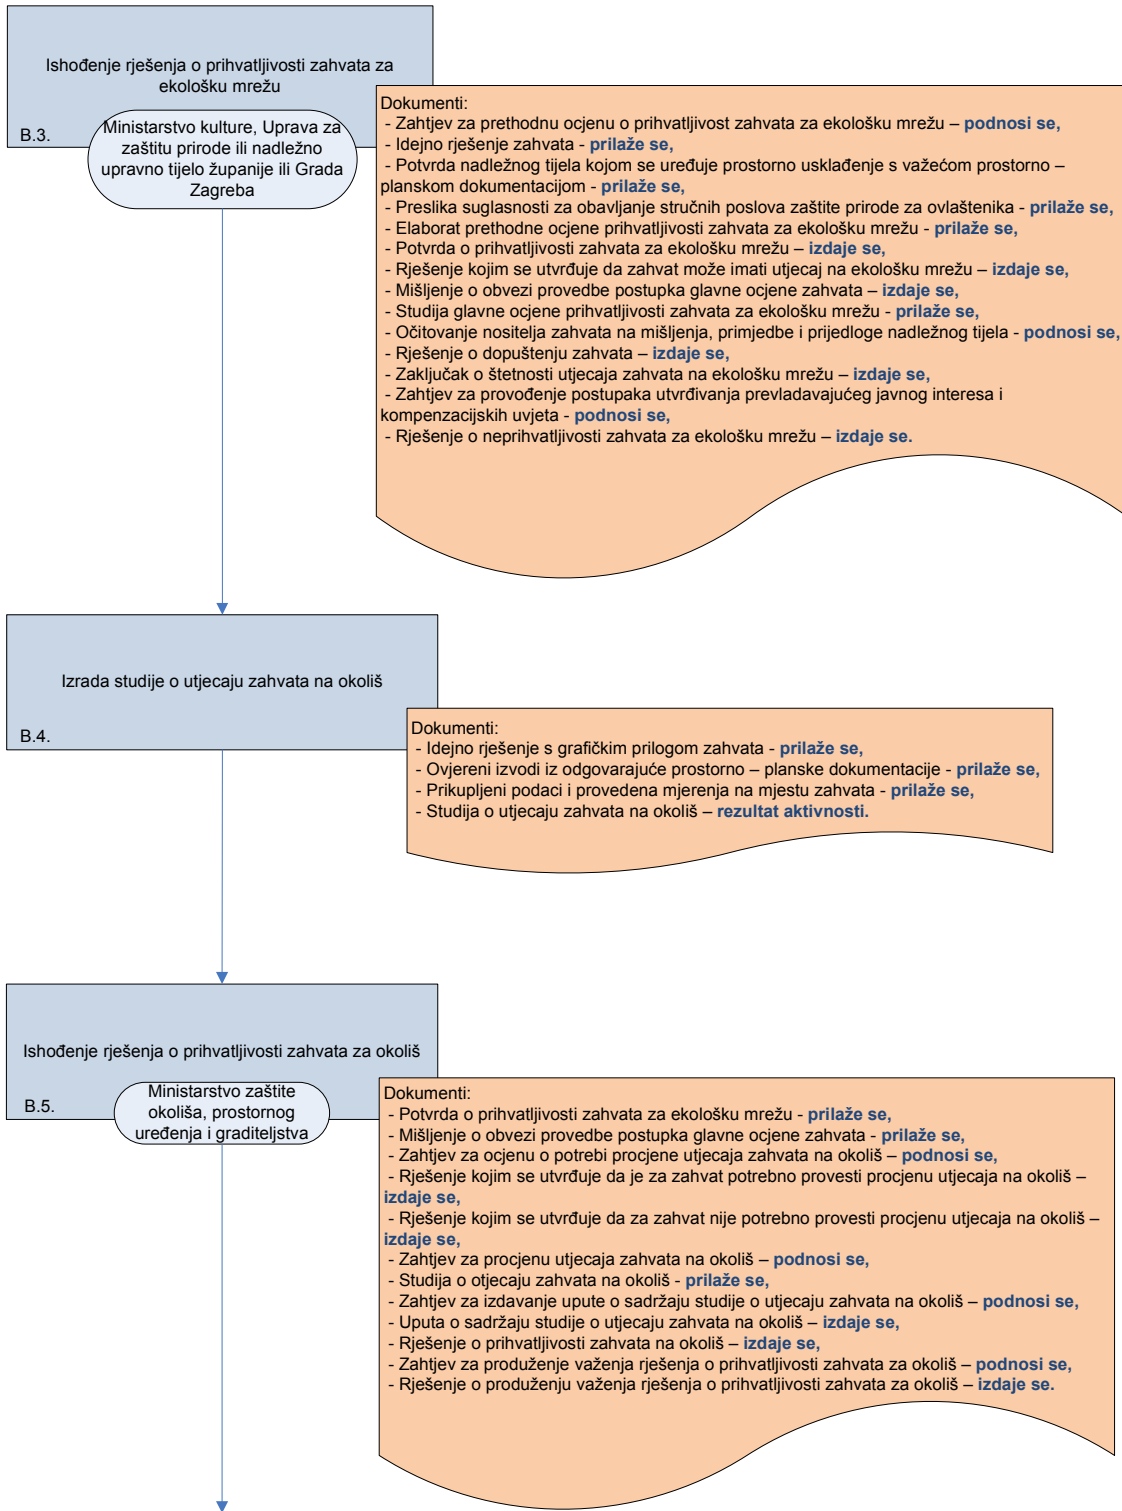 Ishođenje rješenja o prihvatljivosti zahvata za
ekološku mrežu
B.3.
Ministarstvo kulture, Uprava za
zaštitu prirode ili nadležno
upravno tijelo županije ili Grada
Zagreba
Dokumenti:
- Zahtjev za prethodnu ocjenu o prihvatljivost zahvata za ekološku mrežu – podnosi se,
- Idejno rješenje zahvata - prilaže se,
- Potvrda nadležnog tijela kojom se uređuje prostorno usklađenje s važećom prostorno –
planskom dokumentacijom - prilaže se,
- Preslika suglasnosti za obavljanje stručnih poslova zaštite prirode za ovlaštenika - prilaže se,
- Elaborat prethodne ocjene prihvatljivosti zahvata za ekološku mrežu - prilaže se,
- Potvrda o prihvatljivosti zahvata za ekološku mrežu – izdaje se,
- Rješenje kojim se utvrđuje da zahvat može imati utjecaj na ekološku mrežu – izdaje se,
- Mišljenje o obvezi provedbe postupka glavne ocjene zahvata – izdaje se,
- Studija glavne ocjene prihvatljivosti zahvata za ekološku mrežu - prilaže se,
- Očitovanje nositelja zahvata na mišljenja, primjedbe i prijedloge nadležnog tijela - podnosi se,
- Rješenje o dopuštenju zahvata – izdaje se,
- Zaključak o štetnosti utjecaja zahvata na ekološku mrežu – izdaje se,
- Zahtjev za provođenje postupaka utvrđivanja prevladavajućeg javnog interesa i
kompenzacijskih uvjeta - podnosi se,
- Rješenje o neprihvatljivosti zahvata za ekološku mrežu – izdaje se.
Izrada studije o utjecaju zahvata na okoliš
B.4.
Dokumenti:
- Idejno rješenje s grafičkim prilogom zahvata - prilaže se,
- Ovjereni izvodi iz odgovarajuće prostorno – planske dokumentacije - prilaže se,
- Prikupljeni podaci i provedena mjerenja na mjestu zahvata - prilaže se,
- Studija o utjecaju zahvata na okoliš – rezultat aktivnosti.
Ishođenje rješenja o prihvatljivosti zahvata za okoliš
B.5.
Ministarstvo zaštite
okoliša, prostornog
uređenja i graditeljstva
Dokumenti:
- Potvrda o prihvatljivosti zahvata za ekološku mrežu - prilaže se,
- Mišljenje o obvezi provedbe postupka glavne ocjene zahvata - prilaže se,
- Zahtjev za ocjenu o potrebi procjene utjecaja zahvata na okoliš – podnosi se,
- Rješenje kojim se utvrđuje da je za zahvat potrebno provesti procjenu utjecaja na okoliš –
izdaje se,
- Rješenje kojim se utvrđuje da za zahvat nije potrebno provesti procjenu utjecaja na okoliš –
izdaje se,
- Zahtjev za procjenu utjecaja zahvata na okoliš – podnosi se,
- Studija o otjecaju zahvata na okoliš - prilaže se,
- Zahtjev za izdavanje upute o sadržaju studije o utjecaju zahvata na okoliš – podnosi se,
- Uputa o sadržaju studije o utjecaju zahvata na okoliš – izdaje se,
- Rješenje o prihvatljivosti zahvata na okoliš – izdaje se,
- Zahtjev za produženje važenja rješenja o prihvatljivosti zahvata za okoliš – podnosi se,
- Rješenje o produženju važenja rješenja o prihvatljivosti zahvata za okoliš – izdaje se.